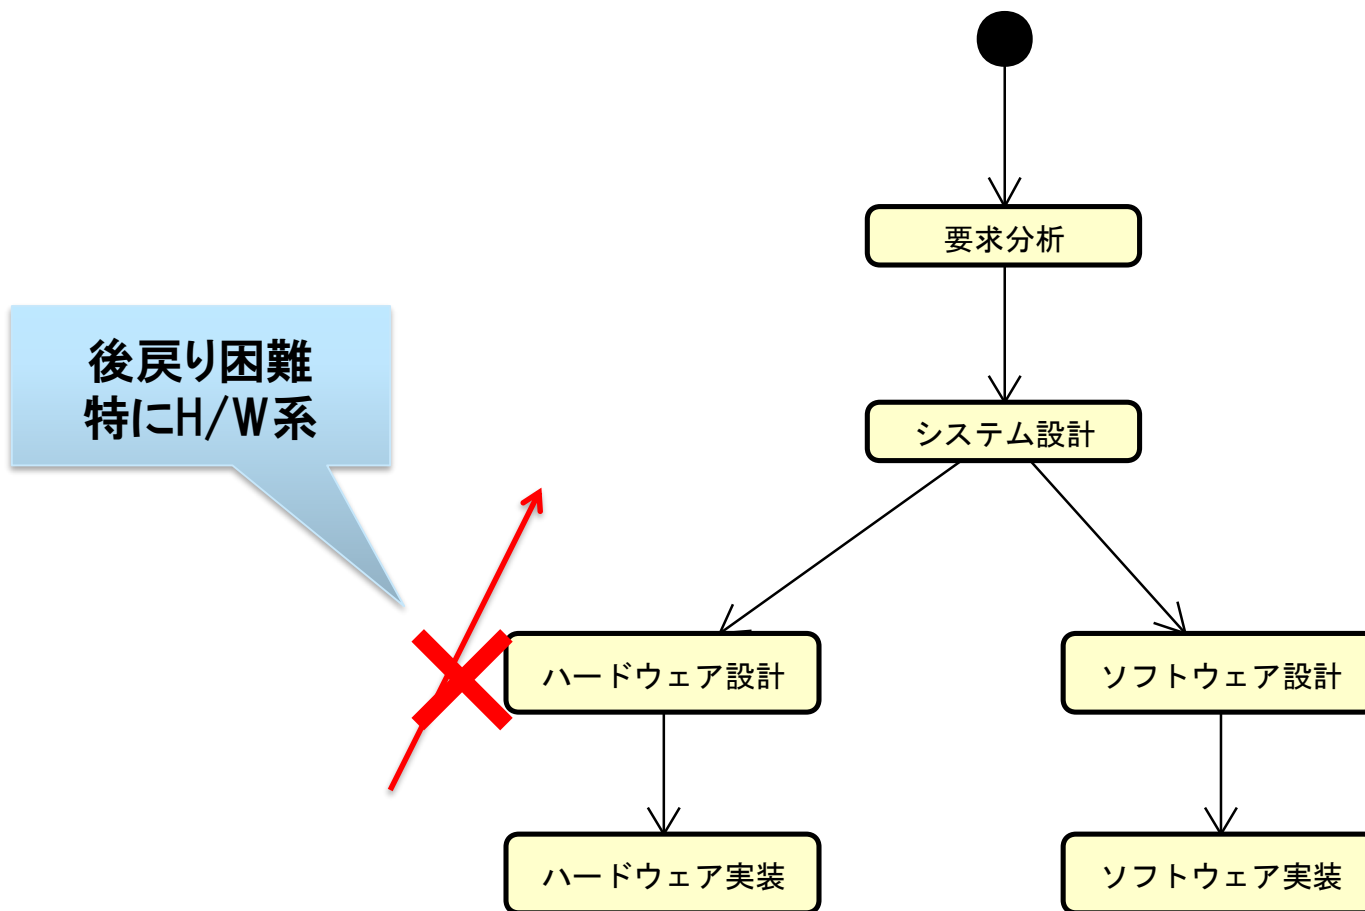 要求分析
後戻り困難
特にH/W系
システム設計
ハードウェア設計
ソフトウェア設計
ハードウェア実装
ソフトウェア実装